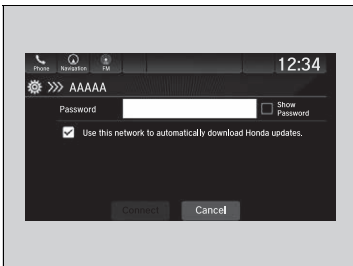 Phone Navigation FM 12:34
AAAAA
Password Show Password
Use this network to automatically download Honda updates.
Connect Cancel